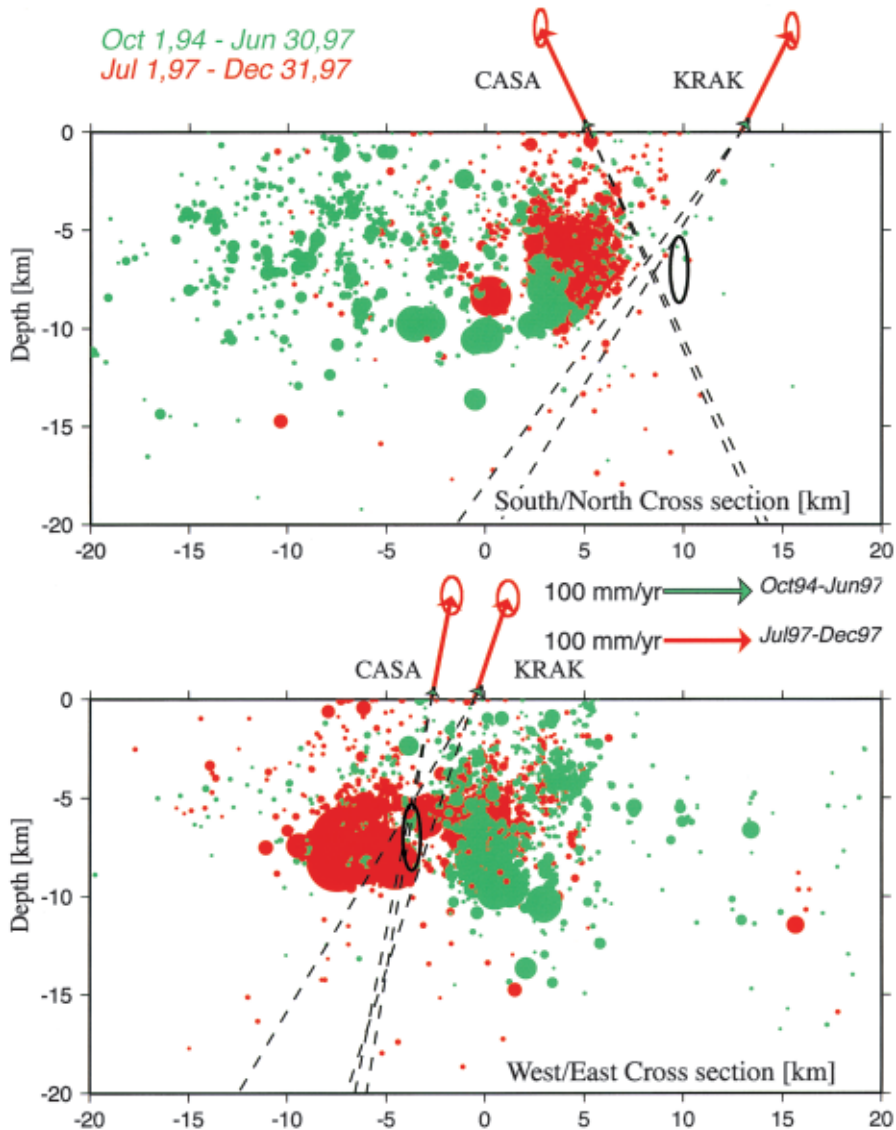 Oct 1,94 - Jun 30,97
Jul 1,97 - Dec 31,97
CASA KRAK
0
-5
-10
-15
-20
Depth [km]
South/North Cross section [km]
-20 -15 -10 -5 0 5 10 15 20
100 mm/yr Oct94-Jun97
100 mm/yr Jul97-Dec97
CASA KRAK
0
-5
-10
-15
-20
Depth [km]
West/East Cross section [km]
-20 -15 -10 -5 0 5 10 15 20